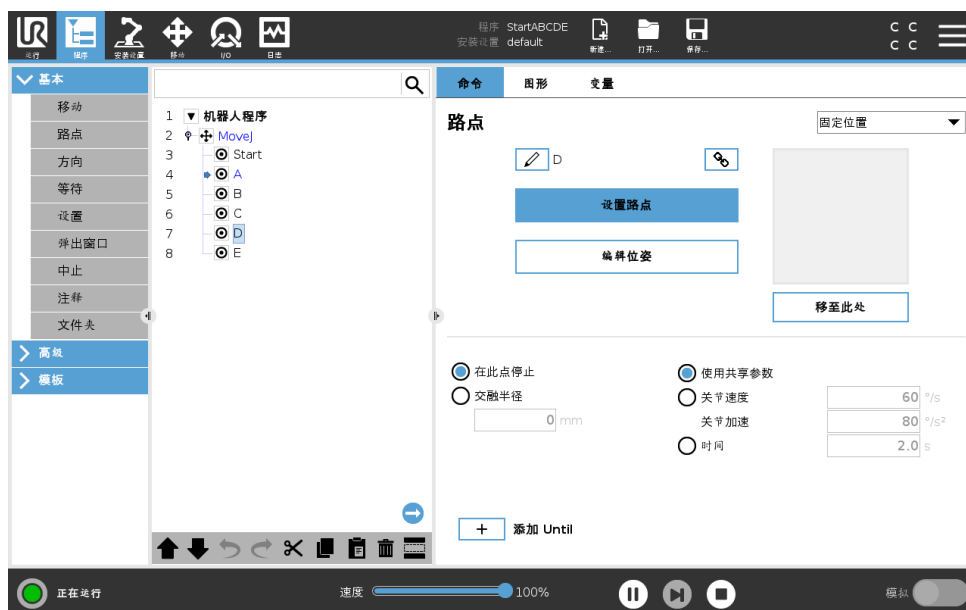 程序 StartABCDE
安装设置 default
运行 程序 安装设置 移动 I/O 日志
新建... 打开... 保存...
C C
C C
基本
移动
路点
方向
等待
设置
弹出窗口
中止
注释
文件夹
高级
模板
1 机器人程序
2 MoveJ
3 Start
4 A
5 B
6 C
7 D
8 E
命令 图形 变量
路点
固定位置
D
设置路点
编辑位姿
移至此处
在此点停止
交融半径
0 mm
使用共享参数
关节速度 60 °/s
关节加速 80 °/s²
时间 2.0 s
+ 添加 Until
正在运行
速度 100%
模拟